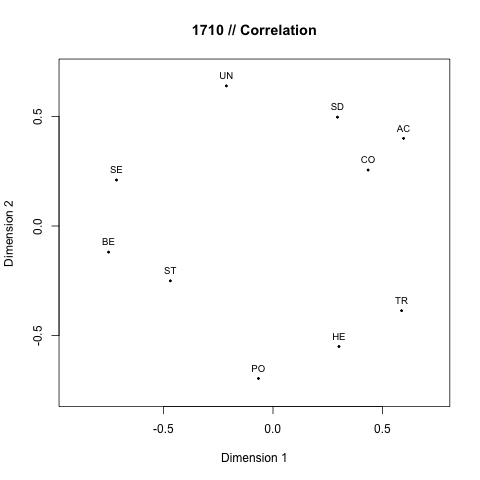 1710 // Correlation
UN
SD
AC
CO
SE
BE
ST
TR
HE
PO
0.5
0.0
-0.5
Dimension 2
-0.5
0.0
0.5
Dimension 1